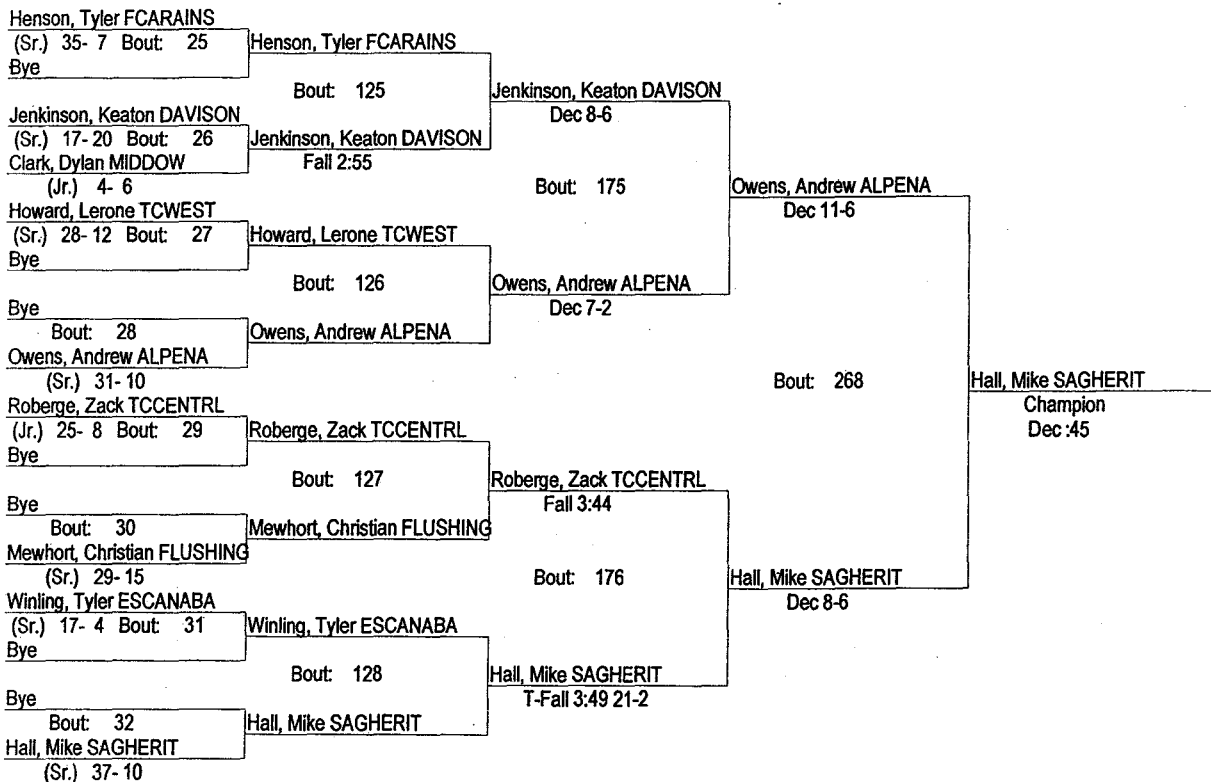 Henson, Tyler FCARAINS
(Sr.) 35- 7 Bout: 25
Bye
Henson, Tyler FCARAINS
Bout: 125
Jenkinson, Keaton DAVISON
(Sr.) 17- 20 Bout: 26
Clark, Dylan MIDDOW
(Jr.) 4- 6
Jenkinson, Keaton DAVISON
Fall 2:55
Jenkinson, Keaton DAVISON
Dec 8-6
Bout: 175
Howard, Lerone TCWEST
(Sr.) 28- 12 Bout: 27
Bye
Howard, Lerone TCWEST
Bout: 126
Bye
Bout: 28
Owens, Andrew ALPENA
(Sr.) 31- 10
Owens, Andrew ALPENA
Owens, Andrew ALPENA
Dec 7-2
Owens, Andrew ALPENA
Dec 11-6
Bout: 268
Roberge, Zack TCCENTRL
(Jr.) 25- 8 Bout: 29
Bye
Roberge, Zack TCCENTRL
Bout: 127
Bye
Bout: 30
Mewhort, Christian FLUSHING
(Sr.) 29- 15
Mewhort, Christian FLUSHING
Roberge, Zack TCCENTRL
Fall 3:44
Bout: 176
Winling, Tyler ESCANABA
(Sr.) 17- 4 Bout: 31
Bye
Winling, Tyler ESCANABA
Bout: 128
Bye
Bout: 32
Hall, Mike SAGHERIT
(Sr.) 37- 10
Hall, Mike SAGHERIT
Hall, Mike SAGHERIT
T-Fall 3:49 21-2
Hall, Mike SAGHERIT
Dec 8-6
Hall, Mike SAGHERIT
Champion
Dec :45